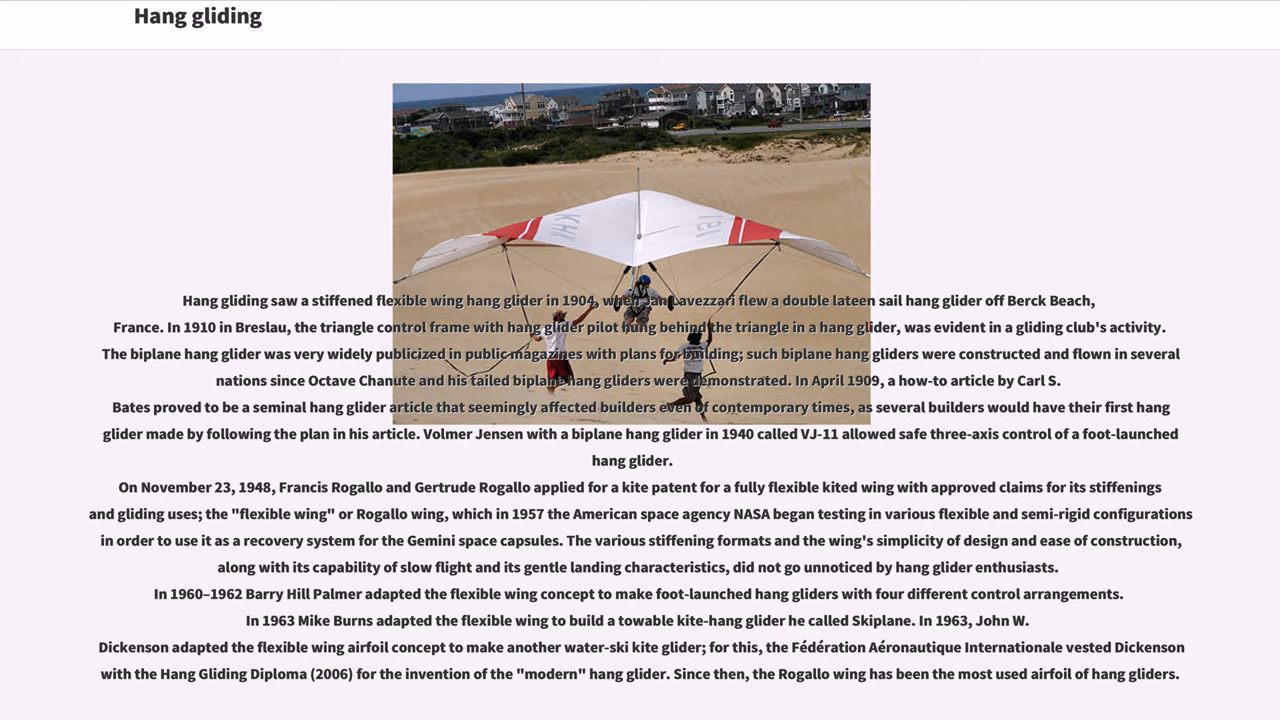 Hang gliding
Hang gliding saw a stiffened flexible wing hang glider in 1904, when Jan Lavezzari flew a double lateen sail hang glider off Berck Beach,
France. In 1910 in Breslau, the triangle control frame with hang glider pilot hung behind the triangle in a hang glider, was evident in a gliding club's activity.
The biplane hang glider was very widely publicized in public magazines with plans for building; such biplane hang gliders were constructed and flown in several
nations since Octave Chanute and his tailed biplane hang gliders were demonstrated. In April 1909, a how-to article by Carl S.
Bates proved to be a seminal hang glider article that seemingly affected builders even of contemporary times, as several builders would have their first hang
glider made by following the plan in his article. Volmer Jensen with a biplane hang glider in 1940 called VJ-11 allowed safe three-axis control of a foot-launched
hang glider.
On November 23, 1948, Francis Rogallo and Gertrude Rogallo applied for a kite patent for a fully flexible kited wing with approved claims for its stiffenings
and gliding uses; the "flexible wing" or Rogallo wing, which in 1957 the American space agency NASA began testing in various flexible and semi-rigid configurations
in order to use it as a recovery system for the Gemini space capsules. The various stiffening formats and the wing's simplicity of design and ease of construction,
along with its capability of slow flight and its gentle landing characteristics, did not go unnoticed by hang glider enthusiasts.
In 1960–1962 Barry Hill Palmer adapted the flexible wing concept to make foot-launched hang gliders with four different control arrangements.
In 1963 Mike Burns adapted the flexible wing to build a towable kite-hang glider he called Skiplane. In 1963, John W.
Dickenson adapted the flexible wing airfoil concept to make another water-ski kite glider; for this, the Fédération Aéronautique Internationale vested Dickenson
with the Hang Gliding Diploma (2006) for the invention of the "modern" hang glider. Since then, the Rogallo wing has been the most used airfoil of hang gliders.